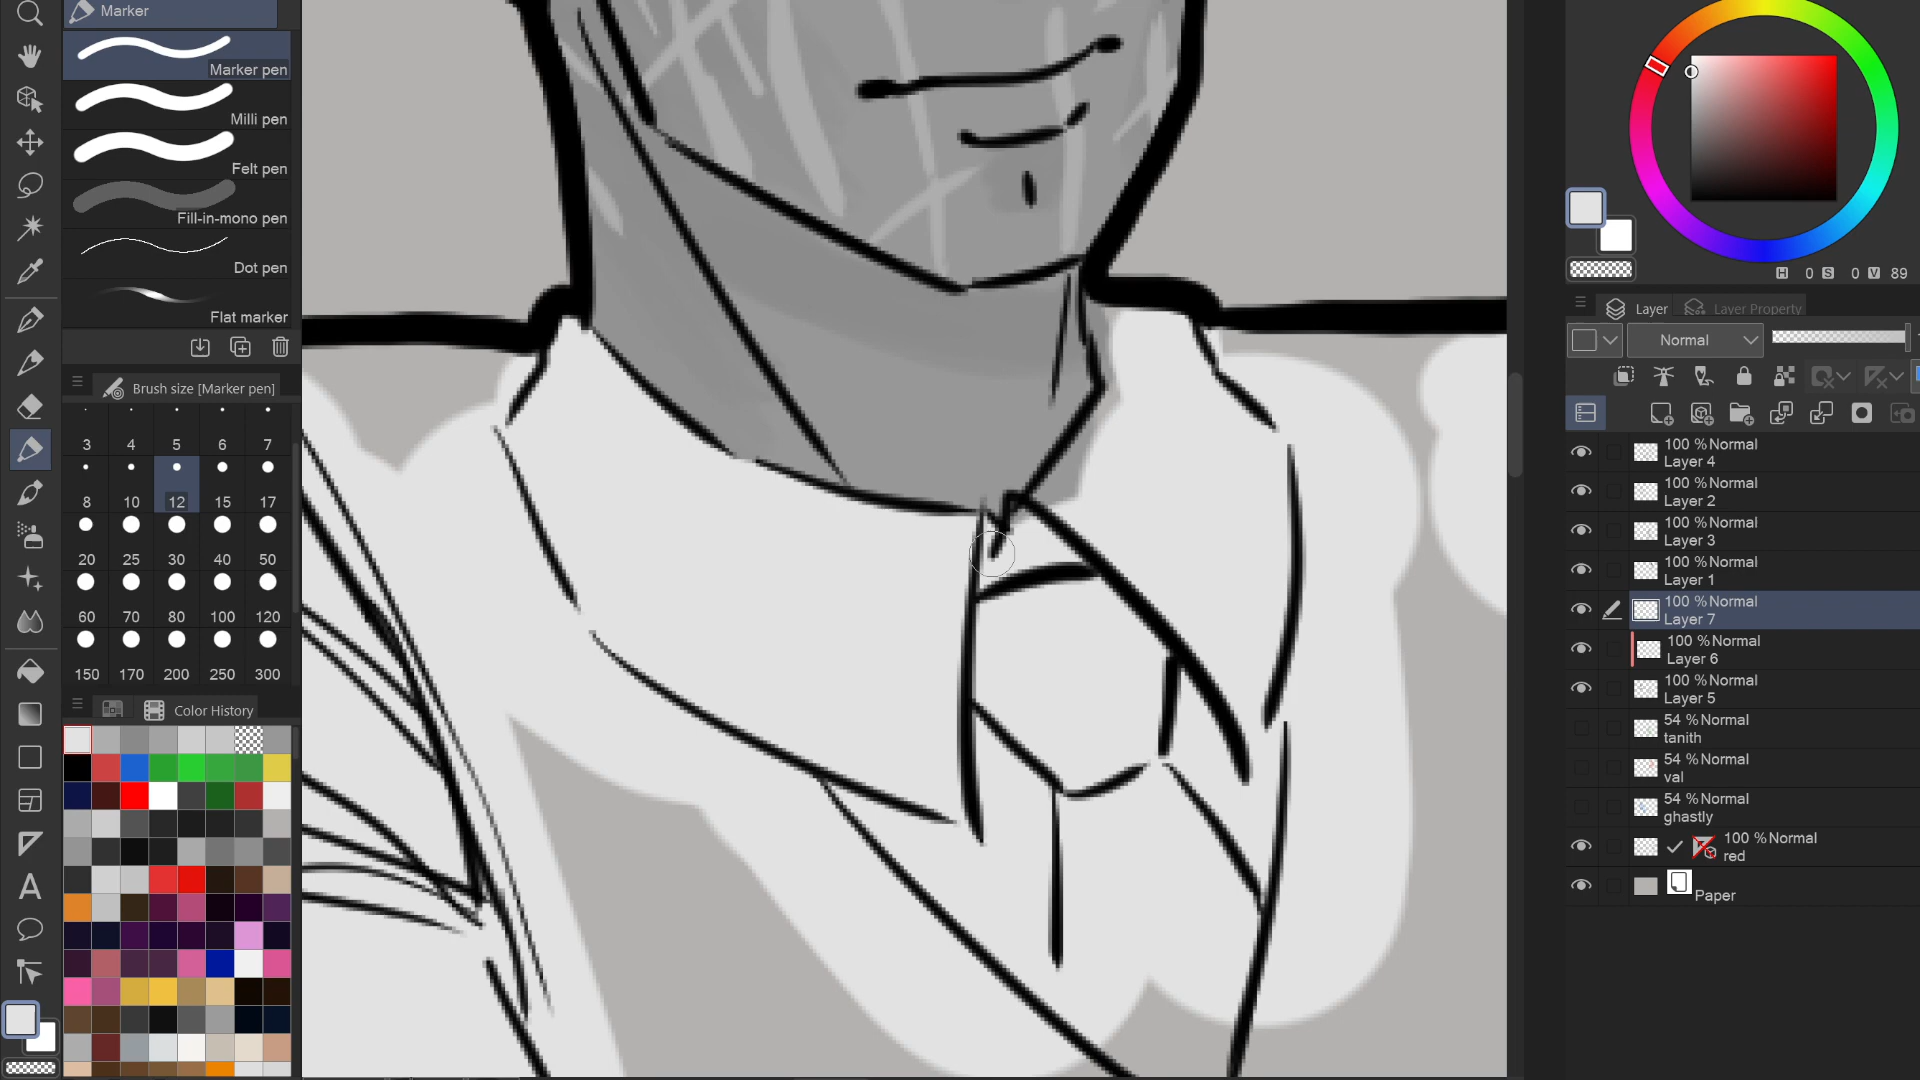 Marker
Marker pen
Milli pen
Felt pen
Fill-in-mono pen
Dot pen
Flat marker
Brush size [Marker pen]
3 4 5 6 7
8 10 12 15 17
20 25 30 40 50
60 70 80 100 120
150 170 200 250 300
Color History
H 0 S 0 V 89
Layer Layer Property
Normal
100 % Normal
Layer 4
100 % Normal
Layer 2
100 % Normal
Layer 3
100 % Normal
Layer 1
100 % Normal
Layer 7
100 % Normal
Layer 6
100 % Normal
Layer 5
54 % Normal
tanith
54 % Normal
val
54 % Normal
ghastly
100 % Normal
red
Paper